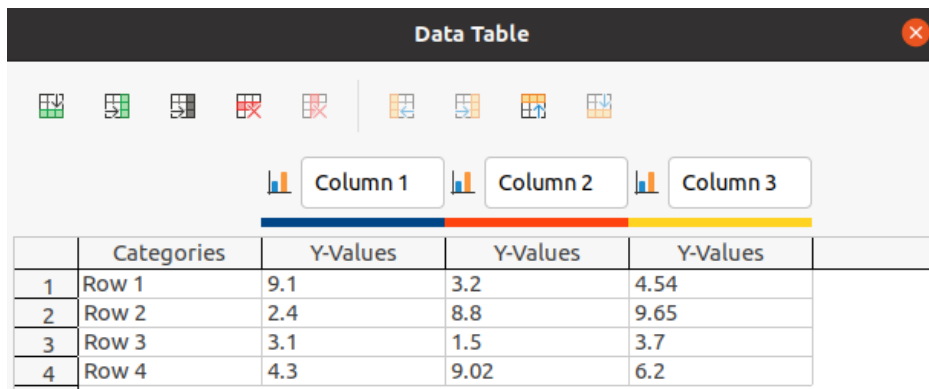 Data Table
Column 1 Column 2 Column 3
Categories Y-Values Y-Values Y-Values
1 Row 1 9.1 3.2 4.54
2 Row 2 2.4 8.8 9.65
3 Row 3 3.1 1.5 3.7
4 Row 4 4.3 9.02 6.2